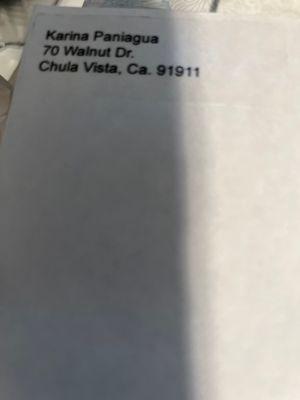 Karina Paniagua
70 Walnut Dr.
Chula Vista, Ca. 91911